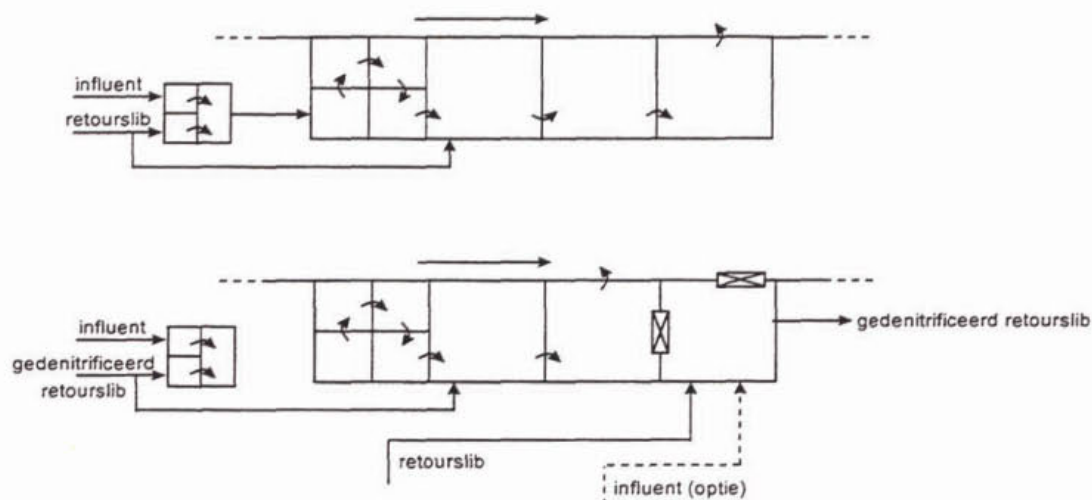 influent
retourslib
influent
gedenitrificeerd
retourslib
gedenitrificeerd retourslib
retourslib
influent (optie)